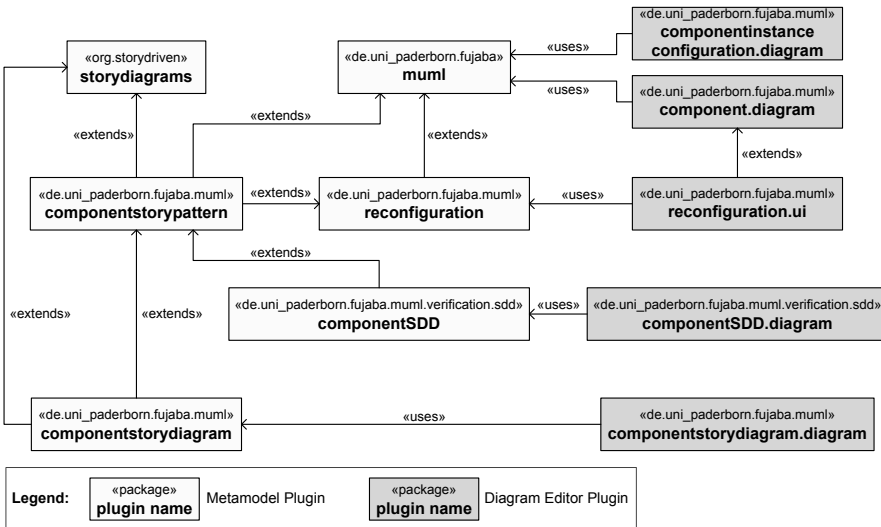 «de.uni_paderborn.fujaba.muml»
componentinstance
configuration.diagram
«uses»
«org.storydriven»
storydiagrams
«de.uni_paderborn.fujaba»
muml
«uses»
«de.uni_paderborn.fujaba.muml»
component.diagram
«extends»
«extends»
«extends»
«extends»
«de.uni_paderborn.fujaba.muml»
componentstorypattern
«extends»
«de.uni_paderborn.fujaba.muml»
reconfiguration
«uses»
«de.uni_paderborn.fujaba.muml»
reconfiguration.ui
«extends»
«de.uni_paderborn.fujaba.muml.verification.sdd»
componentSDD
«uses»
«de.uni_paderborn.fujaba.muml.verification.sdd»
componentSDD.diagram
«extends»
«extends»
«de.uni_paderborn.fujaba.muml»
componentstorydiagram
«uses»
«de.uni_paderborn.fujaba.muml»
componentstorydiagram.diagram
Legend:
«package»
plugin name
Metamodel Plugin
«package»
plugin name
Diagram Editor Plugin